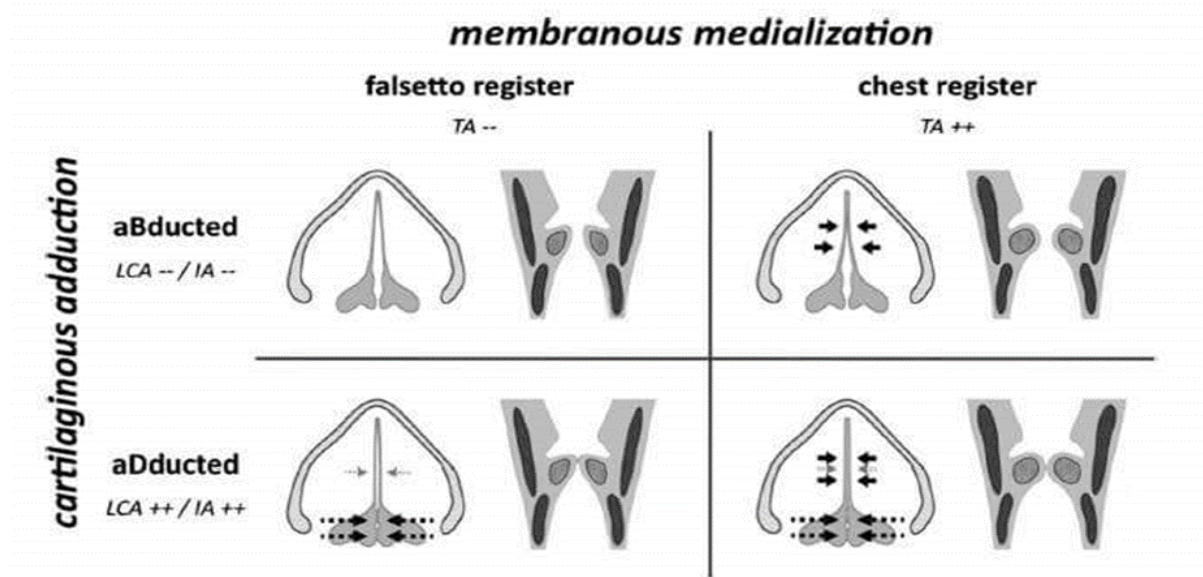 membranous medialization
falsetto register
TA --
chest register
TA ++
cartilaginous adduction
aBducted
LCA -- / IA --
aDducted
LCA ++ / IA ++